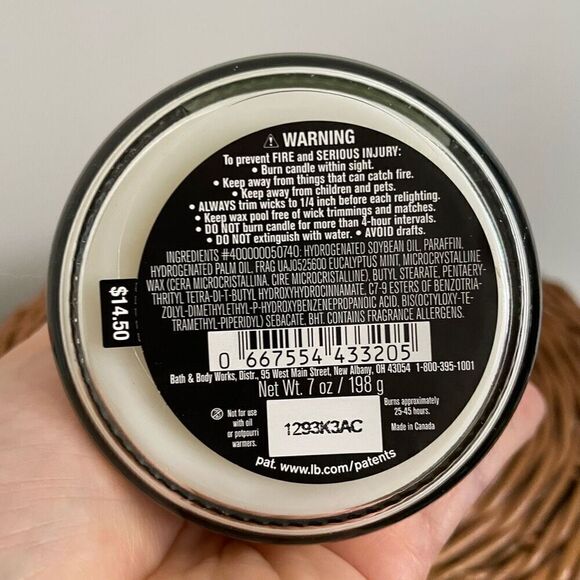 ⚠ WARNING
To prevent FIRE and SERIOUS INJURY:
• Burn candle within sight.
• Keep away from things that can catch fire.
• Keep away from children and pets.
• ALWAYS trim wicks to 1/4 inch before each relighting.
• Keep wax pool free of wick trimmings and matches.
• DO NOT burn candle for more than 4-hour intervals.
• DO NOT extinguish with water. • AVOID drafts.
INGREDIENTS #400000050740: HYDROGENATED SOYBEAN OIL, PARAFFIN,
HYDROGENATED PALM OIL, FRAG UAJ0525600 EUCALYPTUS MINT, MICROCRYSTALLINE
WAX (CERA MICROCRISTALLINA, CIRE MICROCRISTALLINE), BUTYL STEARATE, PENTAERY-
THRITYL TETRA-DI-T-BUTYL HYDROXYHYDROCINNAMATE, C7-9 ESTERS OF BENZOTRIA-
ZOLYL-DIMETHYLETHYL-P-HYDROXYBENZENEPROPANOIC ACID, BIS(OCTYLOXY-TE-
TRAMETHYL-PIPERIDYL) SEBACATE, BHT. CONTAINS FRAGRANCE ALLERGENS.
$14.50
0 667554 433205
Bath & Body Works, Distr., 95 West Main Street, New Albany, OH 43054 1-800-395-1001
Net Wt. 7 oz / 198 g
Not for use
with oil
or potpourri
warmers.
1293K3AC
Burns approximately
25-45 hours.
Made in Canada
pat. www.lb.com/patents